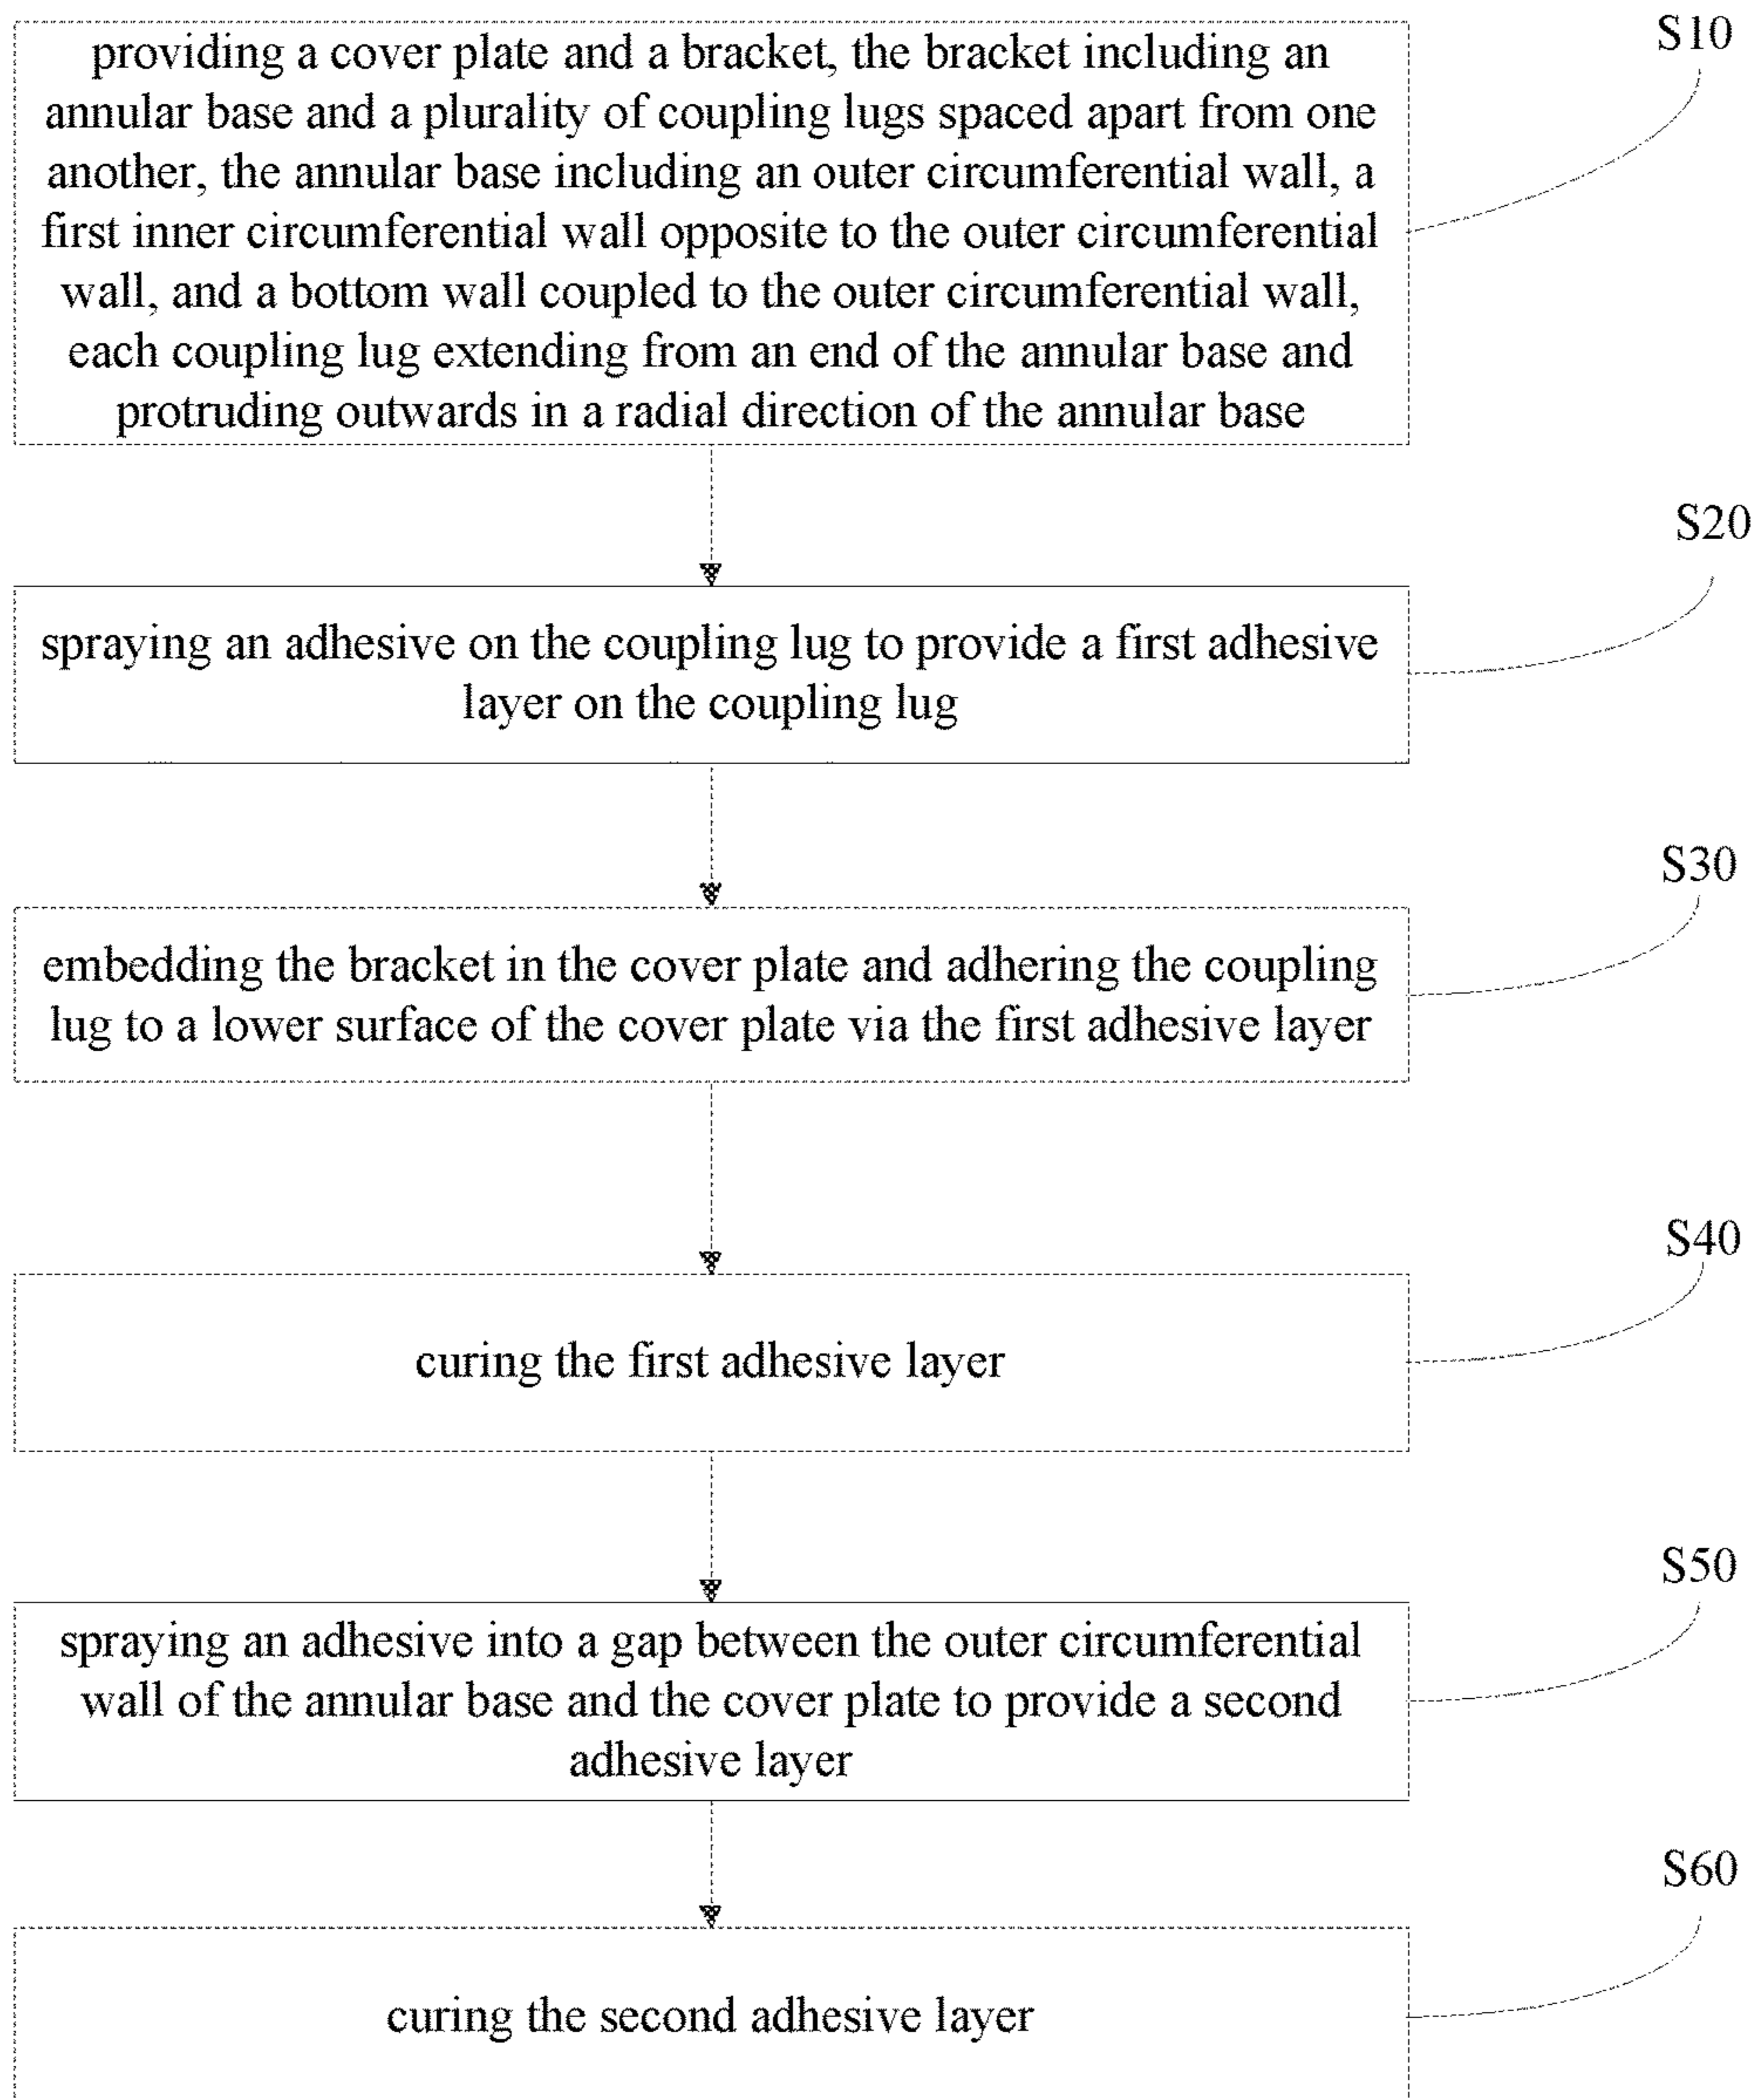 providing a cover plate and a bracket, the bracket including an
annular base and a plurality of coupling lugs spaced apart from one
another, the annular base including an outer circumferential wall, a
first inner circumferential wall opposite to the outer circumferential
wall, and a bottom wall coupled to the outer circumferential wall,
each coupling lug extending from an end of the annular base and
protruding outwards in a radial direction of the annular base
S10
spraying an adhesive on the coupling lug to provide a first adhesive
layer on the coupling lug
S20
embedding the bracket in the cover plate and adhering the coupling
lug to a lower surface of the cover plate via the first adhesive layer
S30
curing the first adhesive layer
S40
spraying an adhesive into a gap between the outer circumferential
wall of the annular base and the cover plate to provide a second
adhesive layer
S50
curing the second adhesive layer
S60